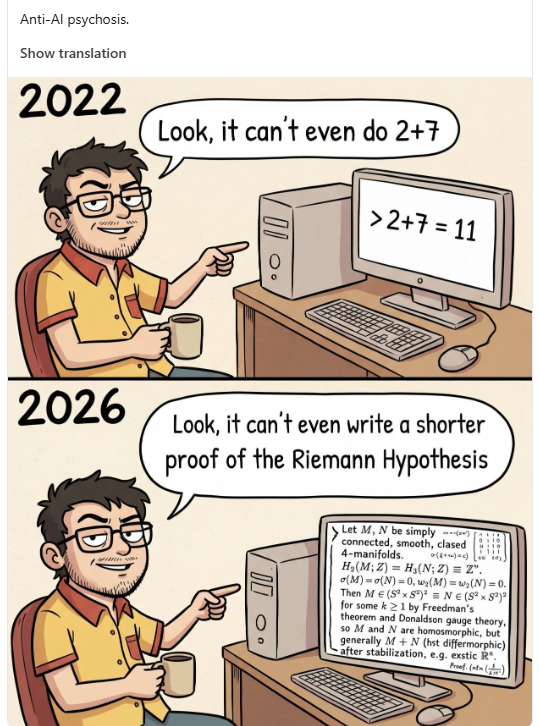 Anti-AI psychosis.
Show translation
2022
Look, it can't even do 2+7
>2+7 = 11
2026
Look, it can't even write a shorter
proof of the Riemann Hypothesis
Let M, N be simply
connected, smooth, clased
4-manifolds.
H₂(M; Z) = H₃(N; Z) ≡ Zⁿ.
σ(M) = σ(N) = 0, w₂(M) = w₂(N) = 0.
Then M ∈ (S² × S²)² ≡ N ∈ (S² × S²)²
for some k ≥ 1 by Freedman's
theorem and Donaldson gauge theory,
so M and N are homosmorphic, but
generally M + N (hst differmorphic)
after stabilization, e.g. exstic
Proof.